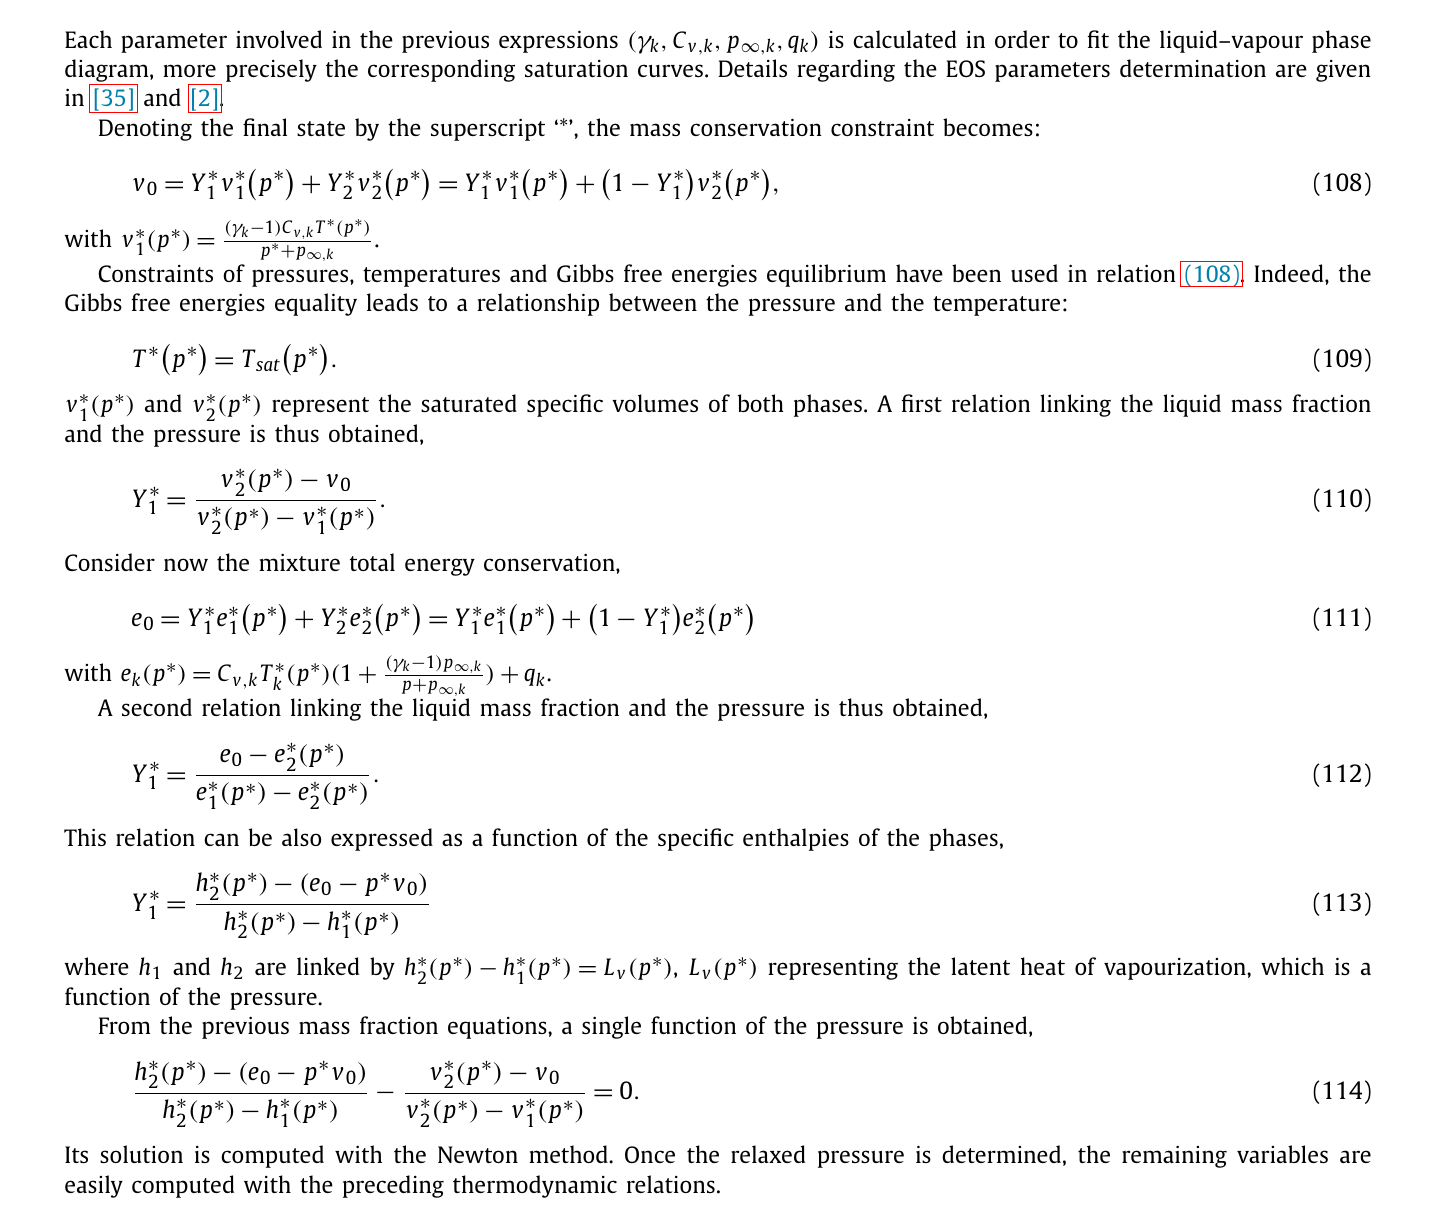 Each parameter involved in the previous expressions (γ_k, C_{v,k}, p_{∞,k}, q_k) is calculated in order to fit the liquid–vapour phase
diagram, more precisely the corresponding saturation curves. Details regarding the EOS parameters determination are given
in [35] and [2].
Denoting the final state by the superscript ‘*’, the mass conservation constraint becomes:
v_0 = Y_1^* v_1^*(p^*) + Y_2^* v_2^*(p^*) = Y_1^* v_1^*(p^*) + (1 − Y_1^*) v_2^*(p^*), (108)
with v_1^*(p^*) = \frac{(γ_k−1)C_{v,k}T^*(p^*)}{p^*+p_{∞,k}}.
Constraints of pressures, temperatures and Gibbs free energies equilibrium have been used in relation (108). Indeed, the
Gibbs free energies equality leads to a relationship between the pressure and the temperature:
T^*(p^*) = T_{sat}(p^*). (109)
v_1^*(p^*) and v_2^*(p^*) represent the saturated specific volumes of both phases. A first relation linking the liquid mass fraction
and the pressure is thus obtained,
Y_1^* = \frac{v_2^*(p^*) − v_0}{v_2^*(p^*) − v_1^*(p^*)}. (110)
Consider now the mixture total energy conservation,
e_0 = Y_1^* e_1^*(p^*) + Y_2^* e_2^*(p^*) = Y_1^* e_1^*(p^*) + (1 − Y_1^*) e_2^*(p^*) (111)
with e_k(p^*) = C_{v,k}T_k^*(p^*)(1 + \frac{(γ_k−1)p_{∞,k}}{p+p_{∞,k}}) + q_k.
A second relation linking the liquid mass fraction and the pressure is thus obtained,
Y_1^* = \frac{e_0 − e_2^*(p^*)}{e_1^*(p^*) − e_2^*(p^*)}. (112)
This relation can be also expressed as a function of the specific enthalpies of the phases,
Y_1^* = \frac{h_2^*(p^*) − (e_0 − p^*v_0)}{h_2^*(p^*) − h_1^*(p^*)} (113)
where h_1 and h_2 are linked by h_2^*(p^*) − h_1^*(p^*) = L_v(p^*), L_v(p^*) representing the latent heat of vapourization, which is a
function of the pressure.
From the previous mass fraction equations, a single function of the pressure is obtained,
\frac{h_2^*(p^*) − (e_0 − p^*v_0)}{h_2^*(p^*) − h_1^*(p^*)} − \frac{v_2^*(p^*) − v_0}{v_2^*(p^*) − v_1^*(p^*)} = 0. (114)
Its solution is computed with the Newton method. Once the relaxed pressure is determined, the remaining variables are
easily computed with the preceding thermodynamic relations.